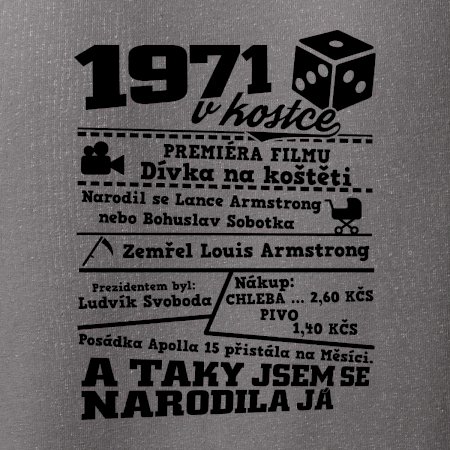 1971
v kostce
PREMIÉRA FILMU
Dívka na koštěti
Narodil se Lance Armstrong
nebo Bohuslav Sobotka
Zemřel Louis Armstrong
Prezidentem byl:
Ludvík Svoboda
Nákup:
CHLEBA ... 2,60 KČS
PIVO
1,40 KČS
Posádka Apolla 15 přistála na Měsíci.
A TAKY JSEM SE
NARODILA JÁ